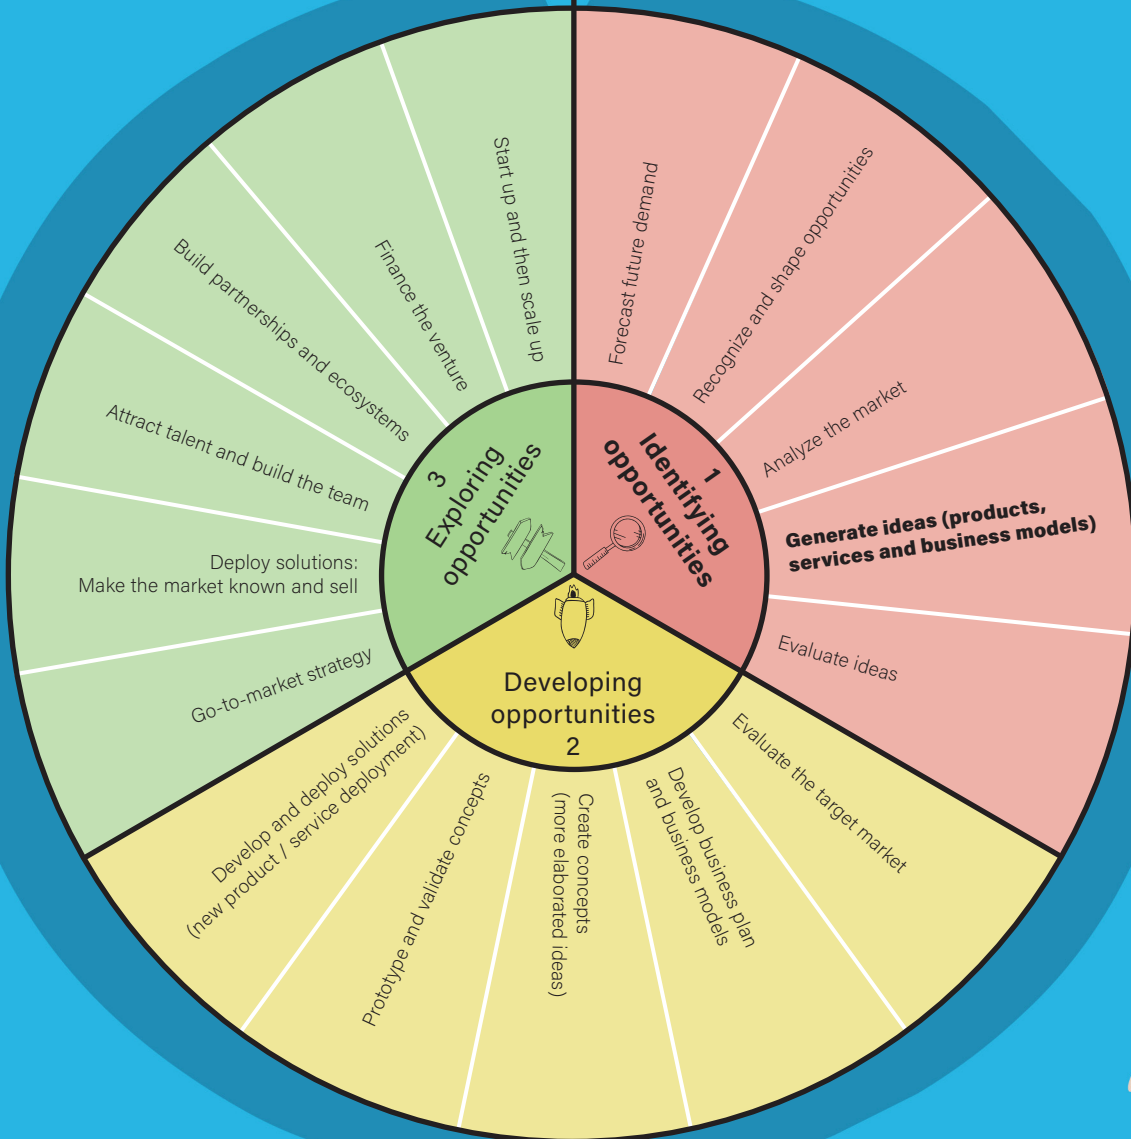 1
Identifying
opportunities
Forecast future demand
Recognize and shape opportunities
Analyze the market
Generate ideas (products,
services and business models)
Evaluate ideas
Developing
opportunities
2
Evaluate the target market
Develop business plan
and business models
Create concepts
(more elaborated ideas)
Prototype and validate concepts
Develop and deploy solutions
(new product / service deployment)
3
Exploring
opportunities
Go-to-market strategy
Deploy solutions:
Make the market known and sell
Attract talent and build the team
Build partnerships and ecosystems
Finance the venture
Start up and then scale up